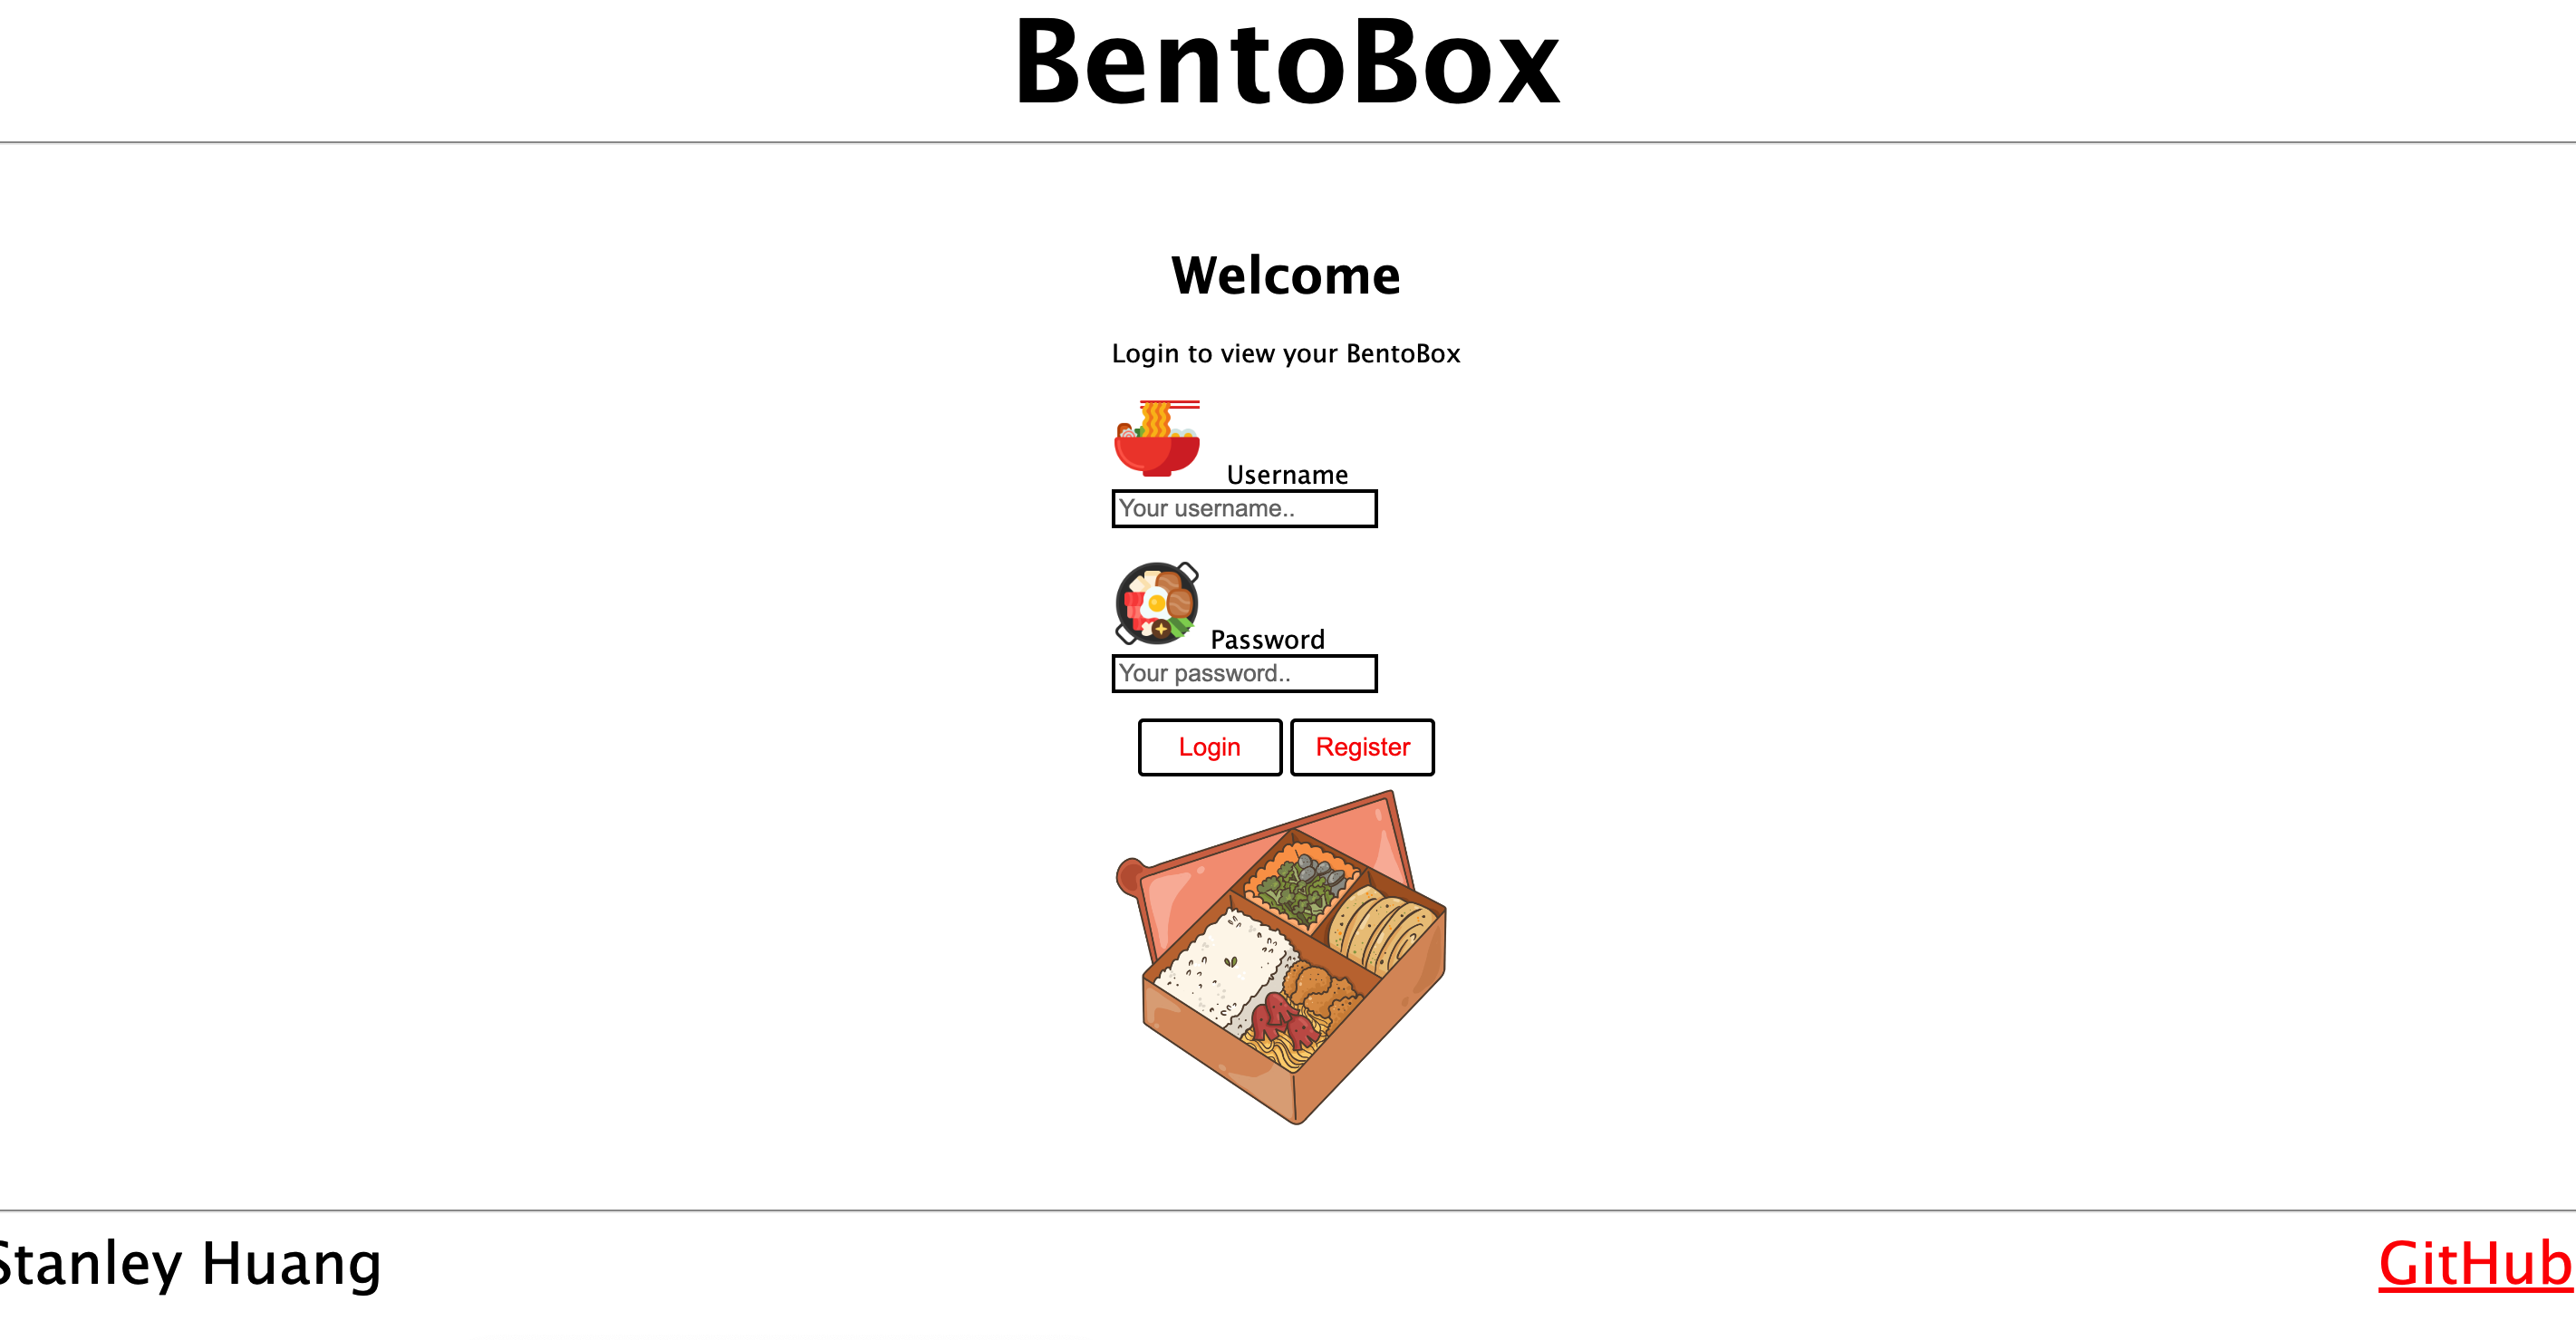 BentoBox
Welcome
Login to view your BentoBox
Username
Your username..
Password
Your password..
Login Register
Stanley Huang GitHub